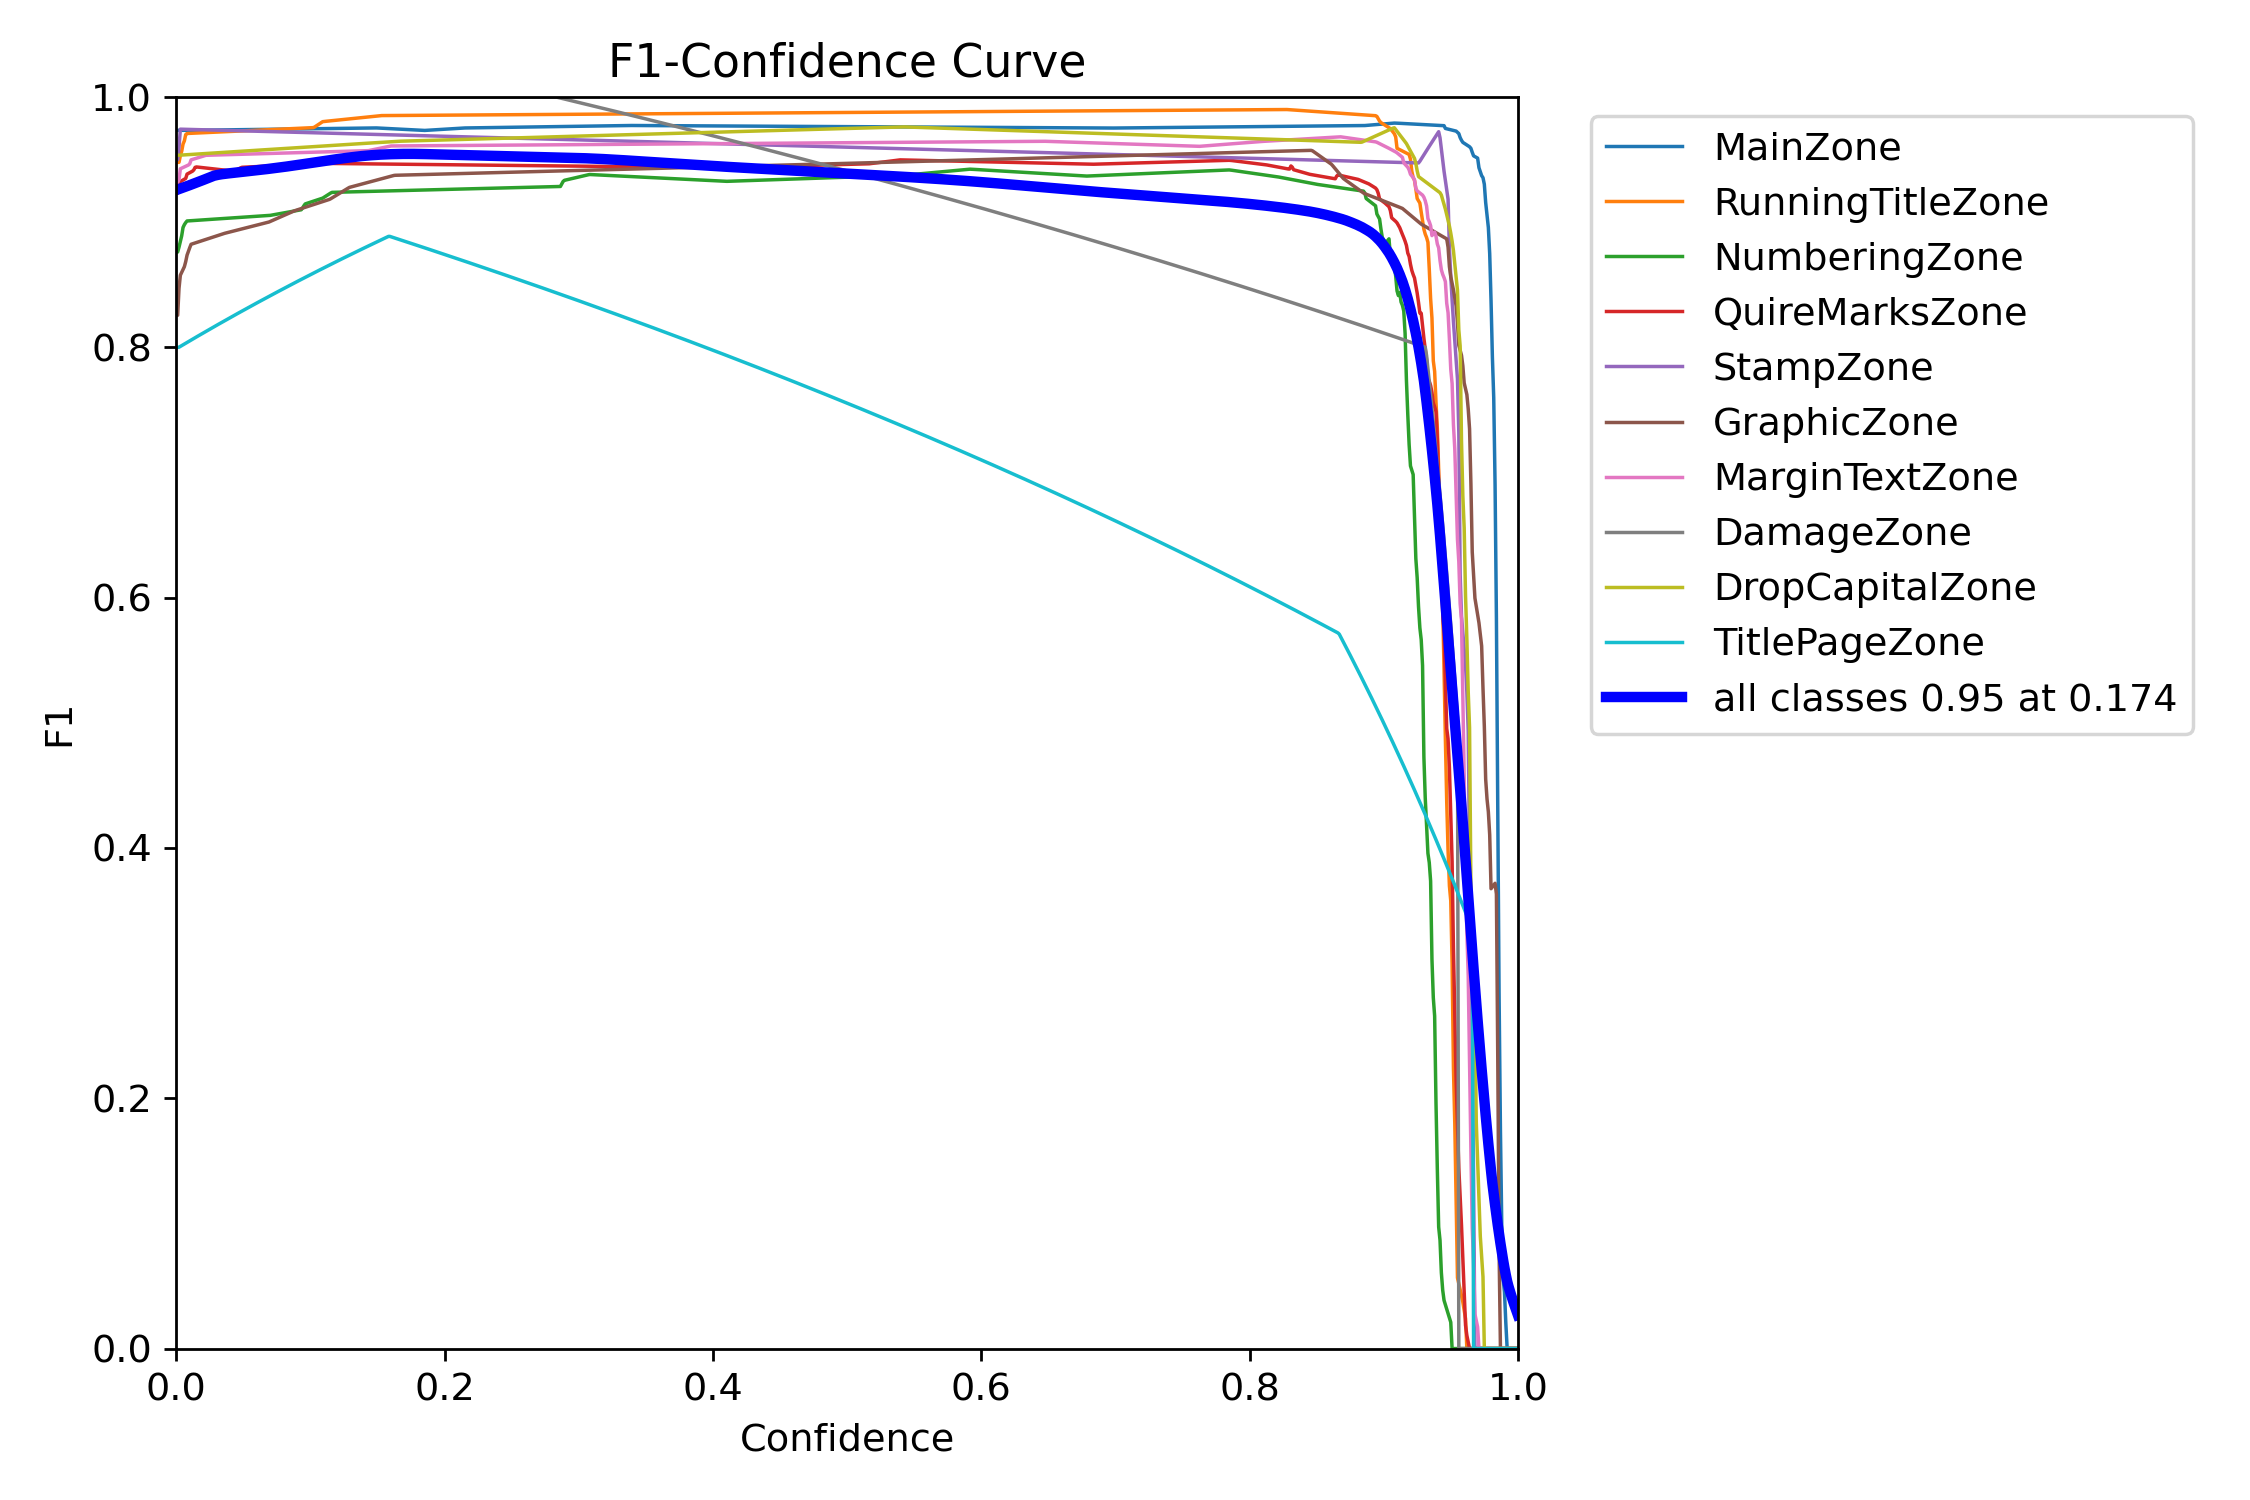 F1-Confidence Curve
1.0
0.8
0.6
0.4
0.2
0.0
F1
0.0 0.2 0.4 0.6 0.8 1.0
Confidence
MainZone
RunningTitleZone
NumberingZone
QuireMarksZone
StampZone
GraphicZone
MarginTextZone
DamageZone
DropCapitalZone
TitlePageZone
all classes 0.95 at 0.174